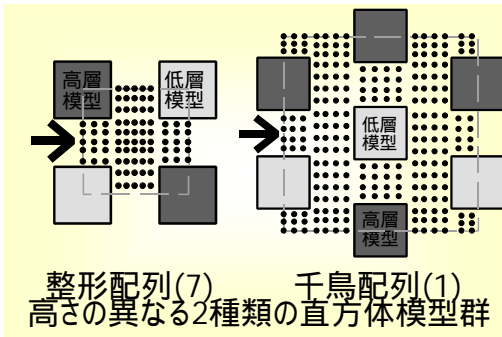 高層
模型
低層
模型
低層
模型
高層
模型
整形配列(7)
千鳥配列(1)
高さの異なる2種類の直方体模型群